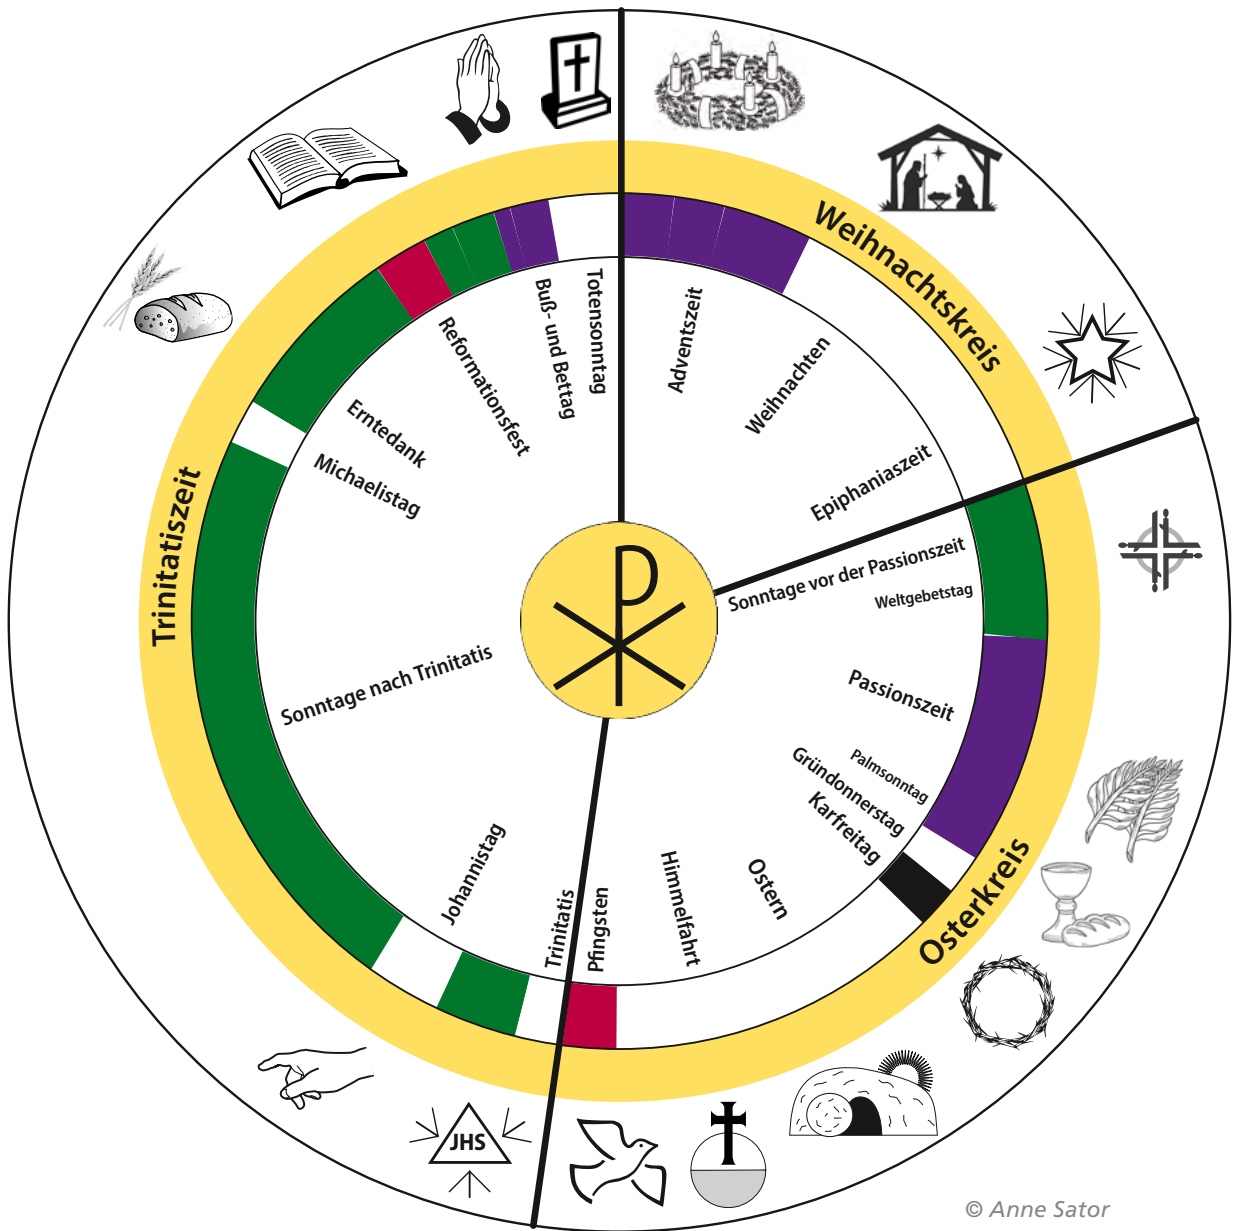 Weihnachtskreis
Adventszeit
Weihnachten
Epiphaniaszeit
Osterkreis
Sonntage vor der Passionszeit
Weltgebetstag
Passionszeit
Palmsonntag
Gründonnerstag
Karfreitag
Ostern
Himmelfahrt
Pfingsten
Trinitatiszeit
Trinitatis
Johannistag
Sonntage nach Trinitatis
Michaelistag
Erntedank
Reformationsfest
Buß- und Bettag
Totensonntag
JHS
© Anne Sator